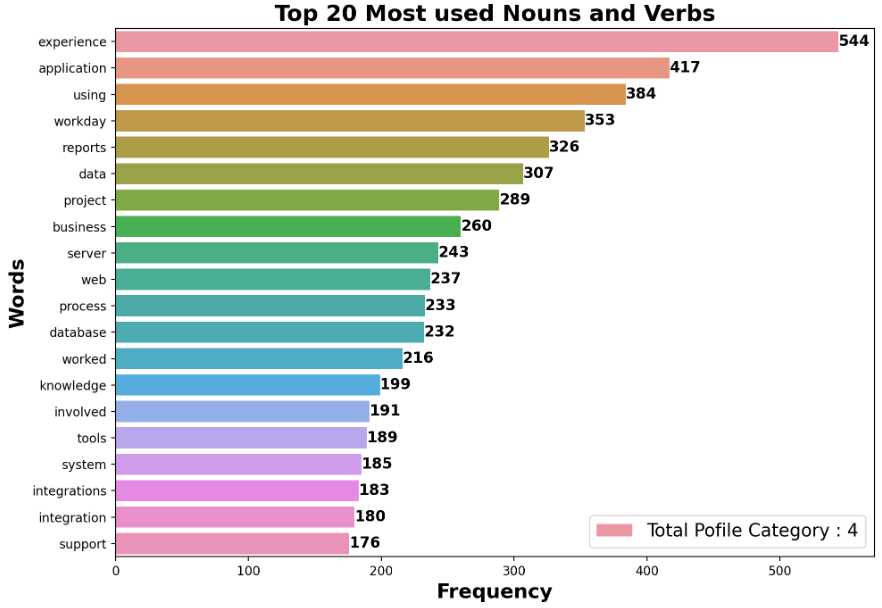 Top 20 Most used Nouns and Verbs
experience 544
application 417
using 384
workday 353
reports 326
data 307
project 289
business 260
server 243
web 237
process 233
database 232
worked 216
knowledge 199
involved 191
tools 189
system 185
integrations 183
integration 180
support 176
Words
Total Pofile Category : 4
0 100 200 300 400 500
Frequency